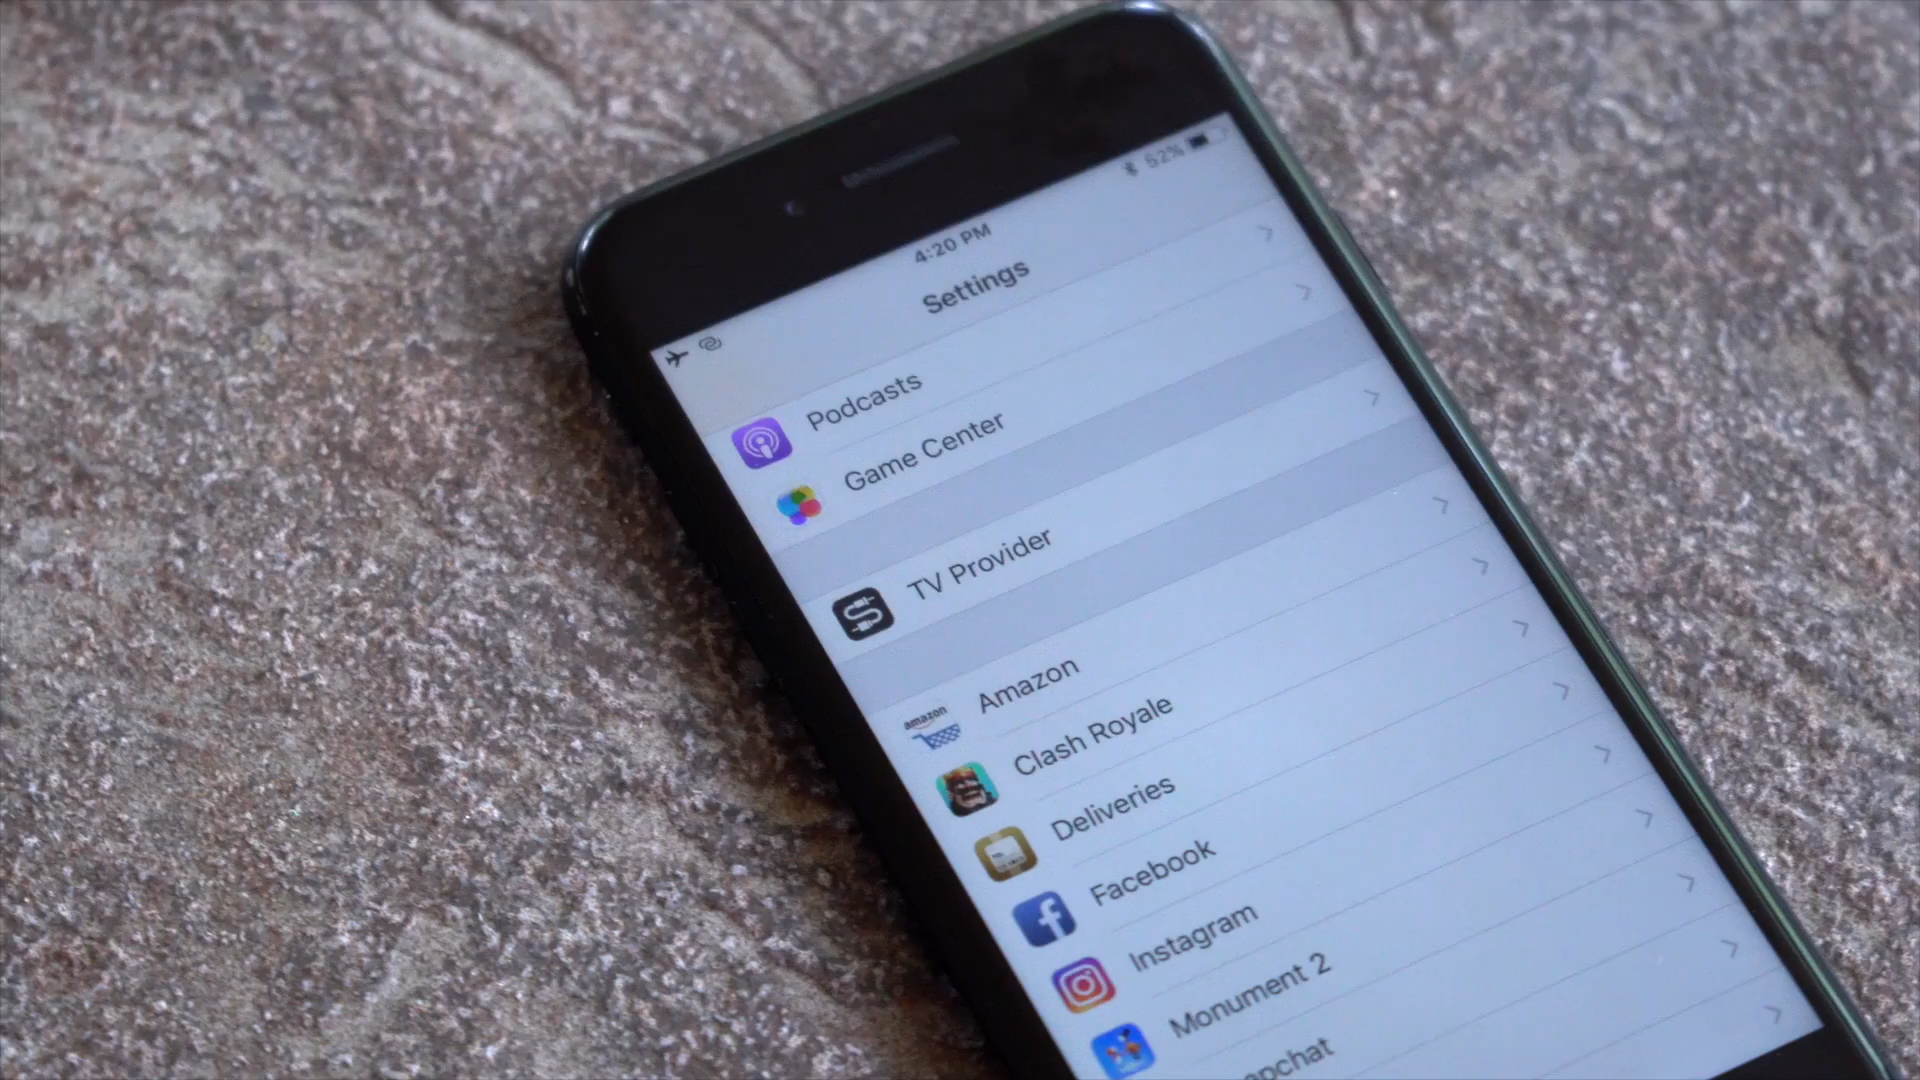 52%
4:20 PM
Settings
Podcasts
Game Center
TV Provider
amazon
Amazon
Clash Royale
Deliveries
Facebook
Instagram
Monument 2
apchat